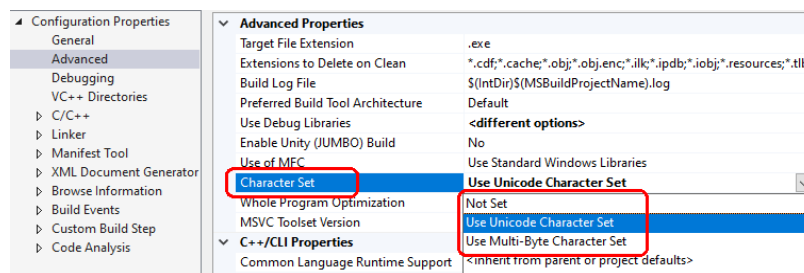 Configuration Properties
General
Advanced
Debugging
VC++ Directories
C/C++
Linker
Manifest Tool
XML Document Generator
Browse Information
Build Events
Custom Build Step
Code Analysis
Advanced Properties
Target File Extension .exe
Extensions to Delete on Clean *.cdf;*.cache;*.obj;*.obj.enc;*.ilk;*.ipdb;*.iobj;*.resources;*.tlb
Build Log File $(IntDir)$(MSBuildProjectName).log
Preferred Build Tool Architecture Default
Use Debug Libraries <different options>
Enable Unity (JUMBO) Build No
Use of MFC Use Standard Windows Libraries
Character Set Use Unicode Character Set
Whole Program Optimization Not Set
MSVC Toolset Version Use Unicode Character Set
C++/CLI Properties Use Multi-Byte Character Set
Common Language Runtime Support <inherit from parent or project defaults>